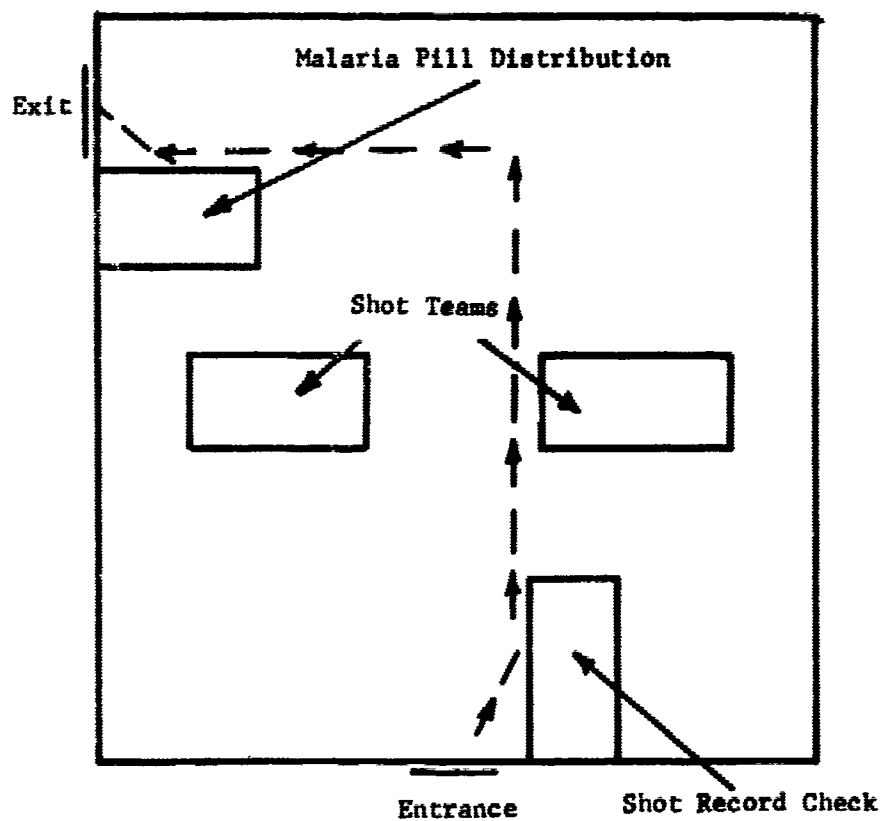 Malaria Pill Distribution
Exit
Shot Teams
Entrance
Shot Record Check